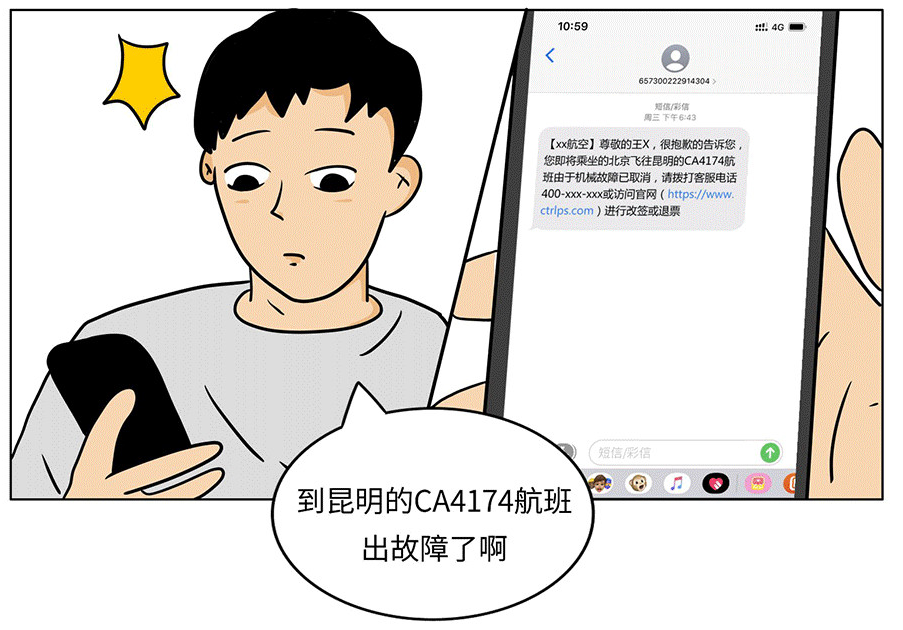 10:59
4G
657300222914304
短信/彩信
周三 下午6:43
【xx航空】尊敬的王X，很抱歉的告诉您，
您即将乘坐的北京飞往昆明的CA4174航
班由于机械故障已取消，请拨打客服电话
400-xxx-xxx或访问官网（https://www.
ctrlps.com）进行改签或退票
短信/彩信
到昆明的CA4174航班
出故障了啊